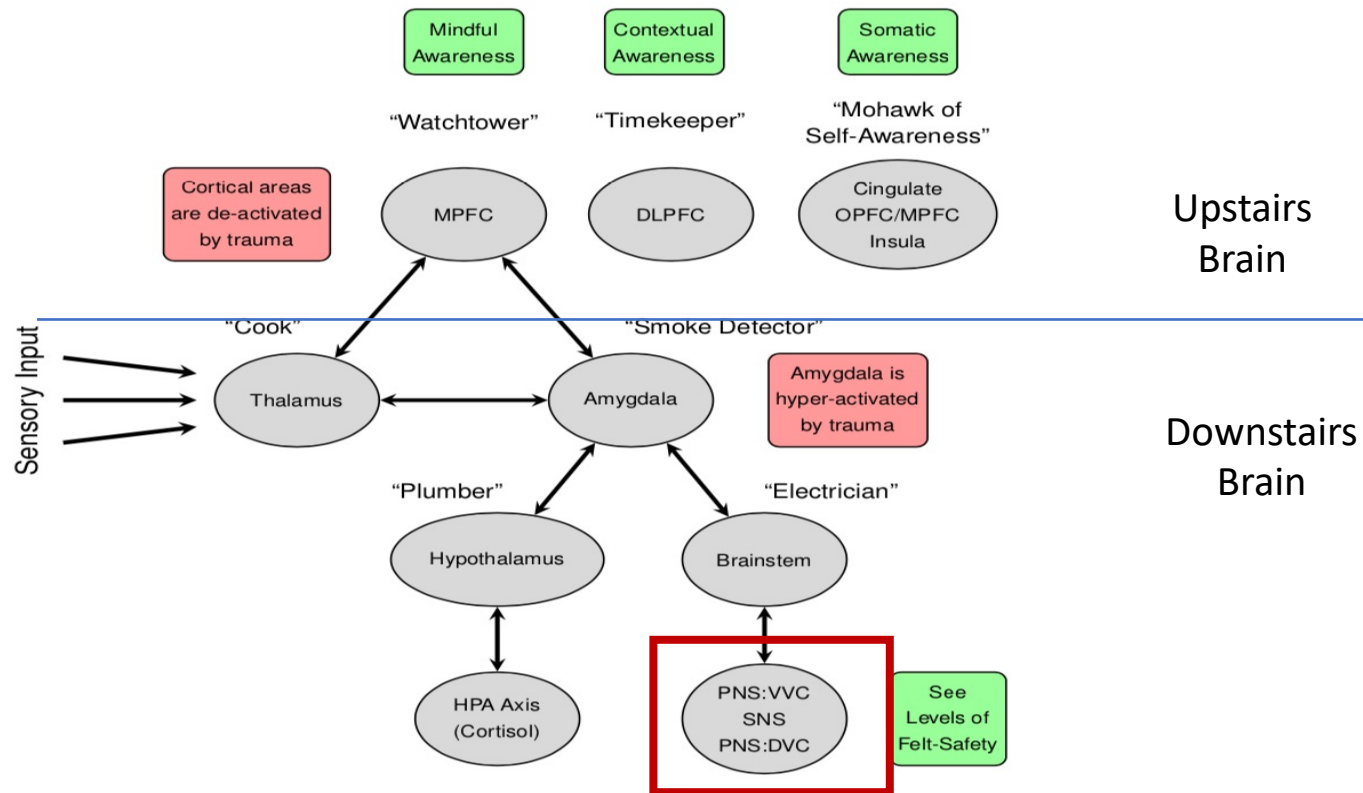 Mindful
Awareness
Contextual
Awareness
Somatic
Awareness
“Watchtower”
“Timekeeper”
“Mohawk of
Self-Awareness”
Cortical areas
are de-activated
by trauma
MPFC
DLPFC
Cingulate
OPFC/MPFC
Insula
Upstairs
Brain
“Cook”
“Smoke Detector”
Sensory Input
Thalamus
Amygdala
Amygdala is
hyper-activated
by trauma
Downstairs
Brain
“Plumber”
“Electrician”
Hypothalamus
Brainstem
HPA Axis
(Cortisol)
PNS:VVC
SNS
PNS:DVC
See
Levels of
Felt-Safety